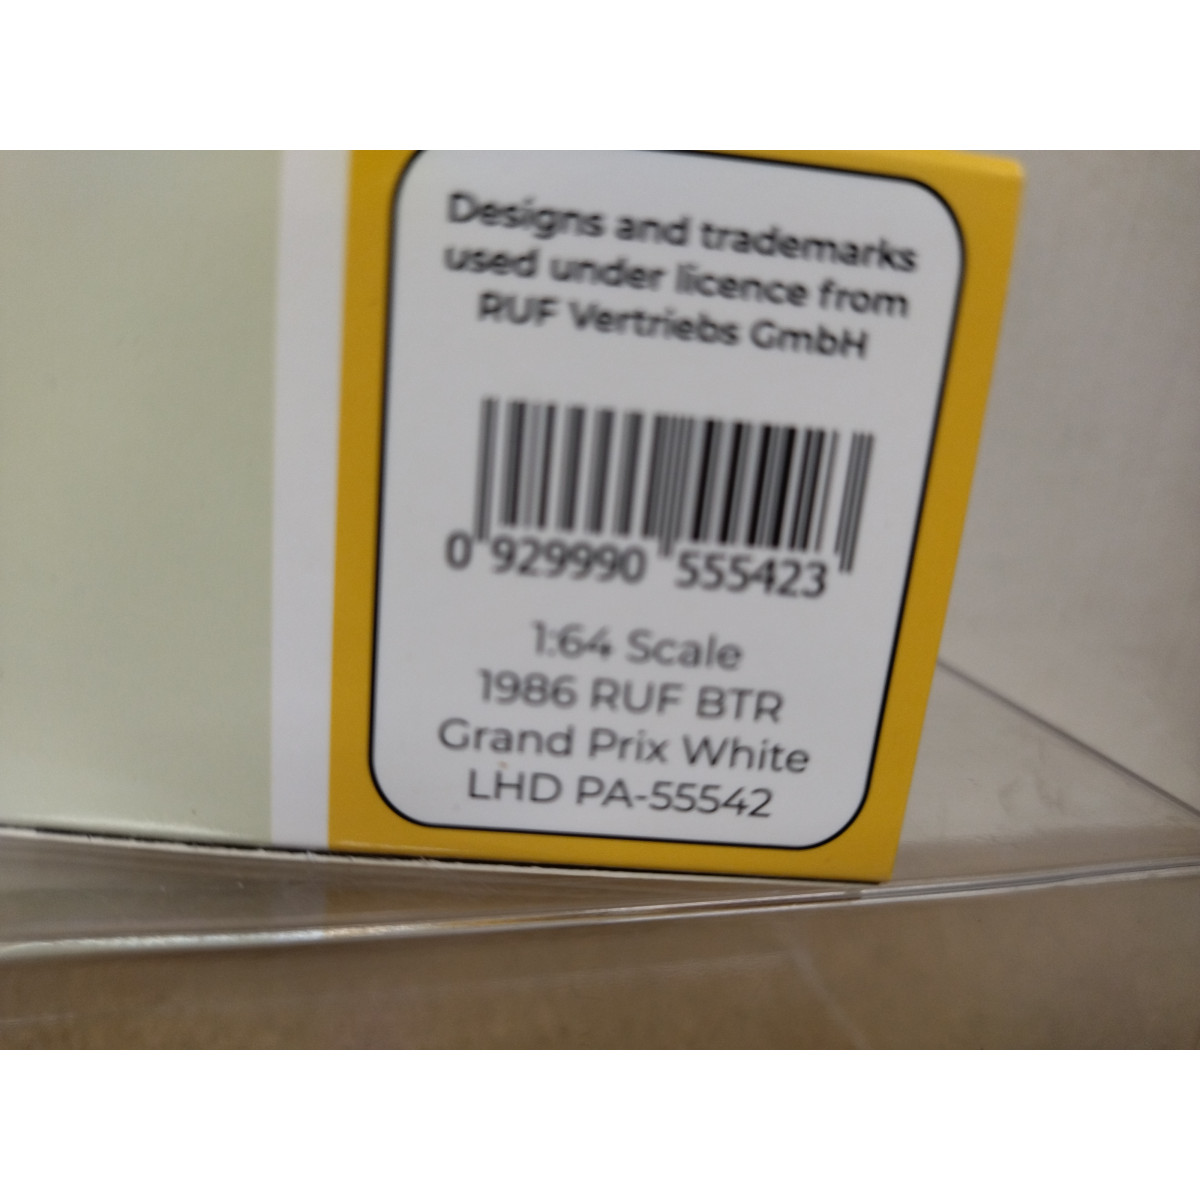 Designs and trademarks
used under licence from
RUF Vertriebs GmbH
0 929990 555423
1:64 Scale
1986 RUF BTR
Grand Prix White
LHD PA-55542